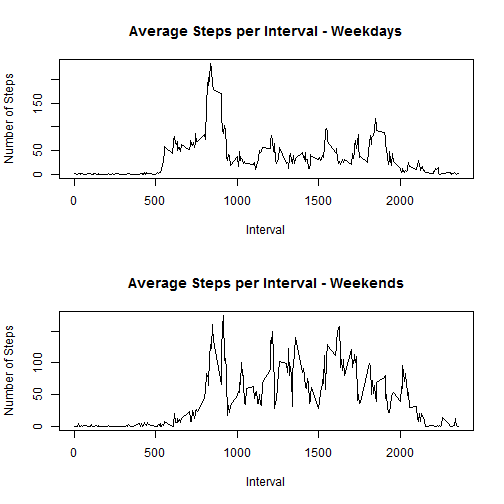 Average Steps per Interval - Weekdays
Number of Steps
0 50 150
0 500 1000 1500 2000
Interval
Average Steps per Interval - Weekends
Number of Steps
0 50 100
0 500 1000 1500 2000
Interval